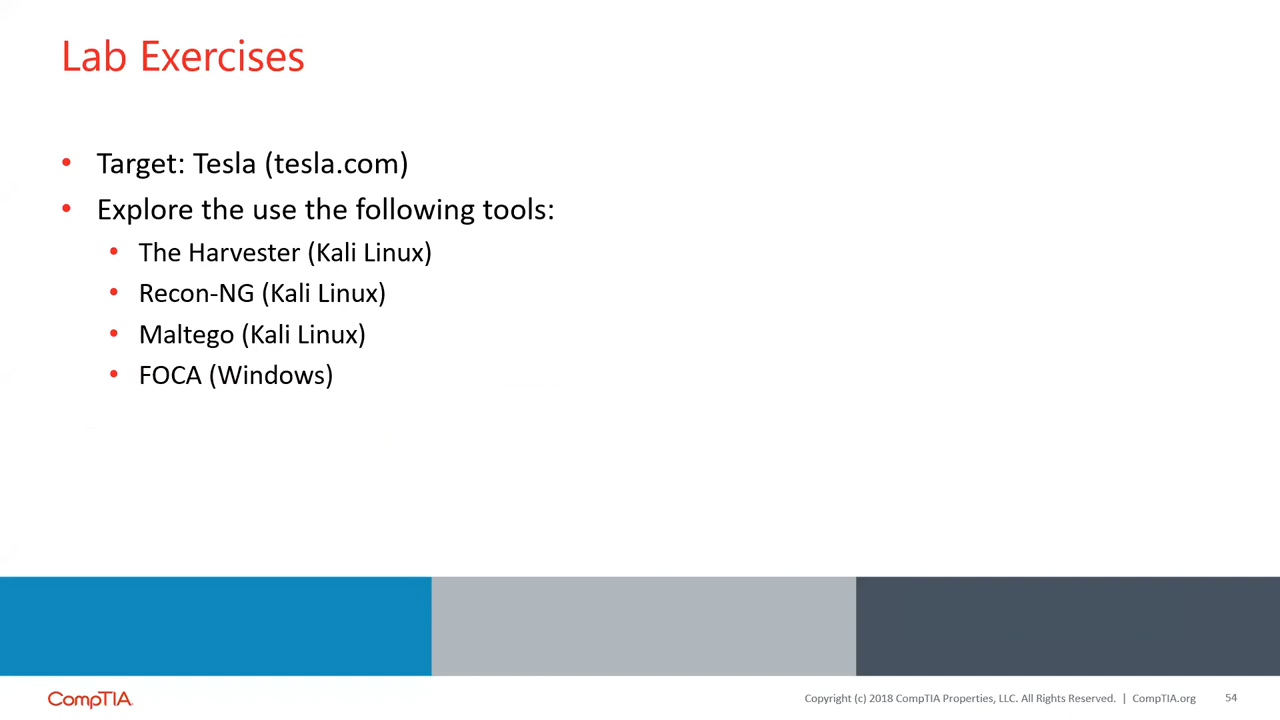 Lab Exercises
• Target: Tesla (tesla.com)
• Explore the use the following tools:
• The Harvester (Kali Linux)
• Recon-NG (Kali Linux)
• Maltego (Kali Linux)
• FOCA (Windows)
CompTIA.
Copyright (c) 2018 CompTIA Properties, LLC. All Rights Reserved. | CompTIA.org 54